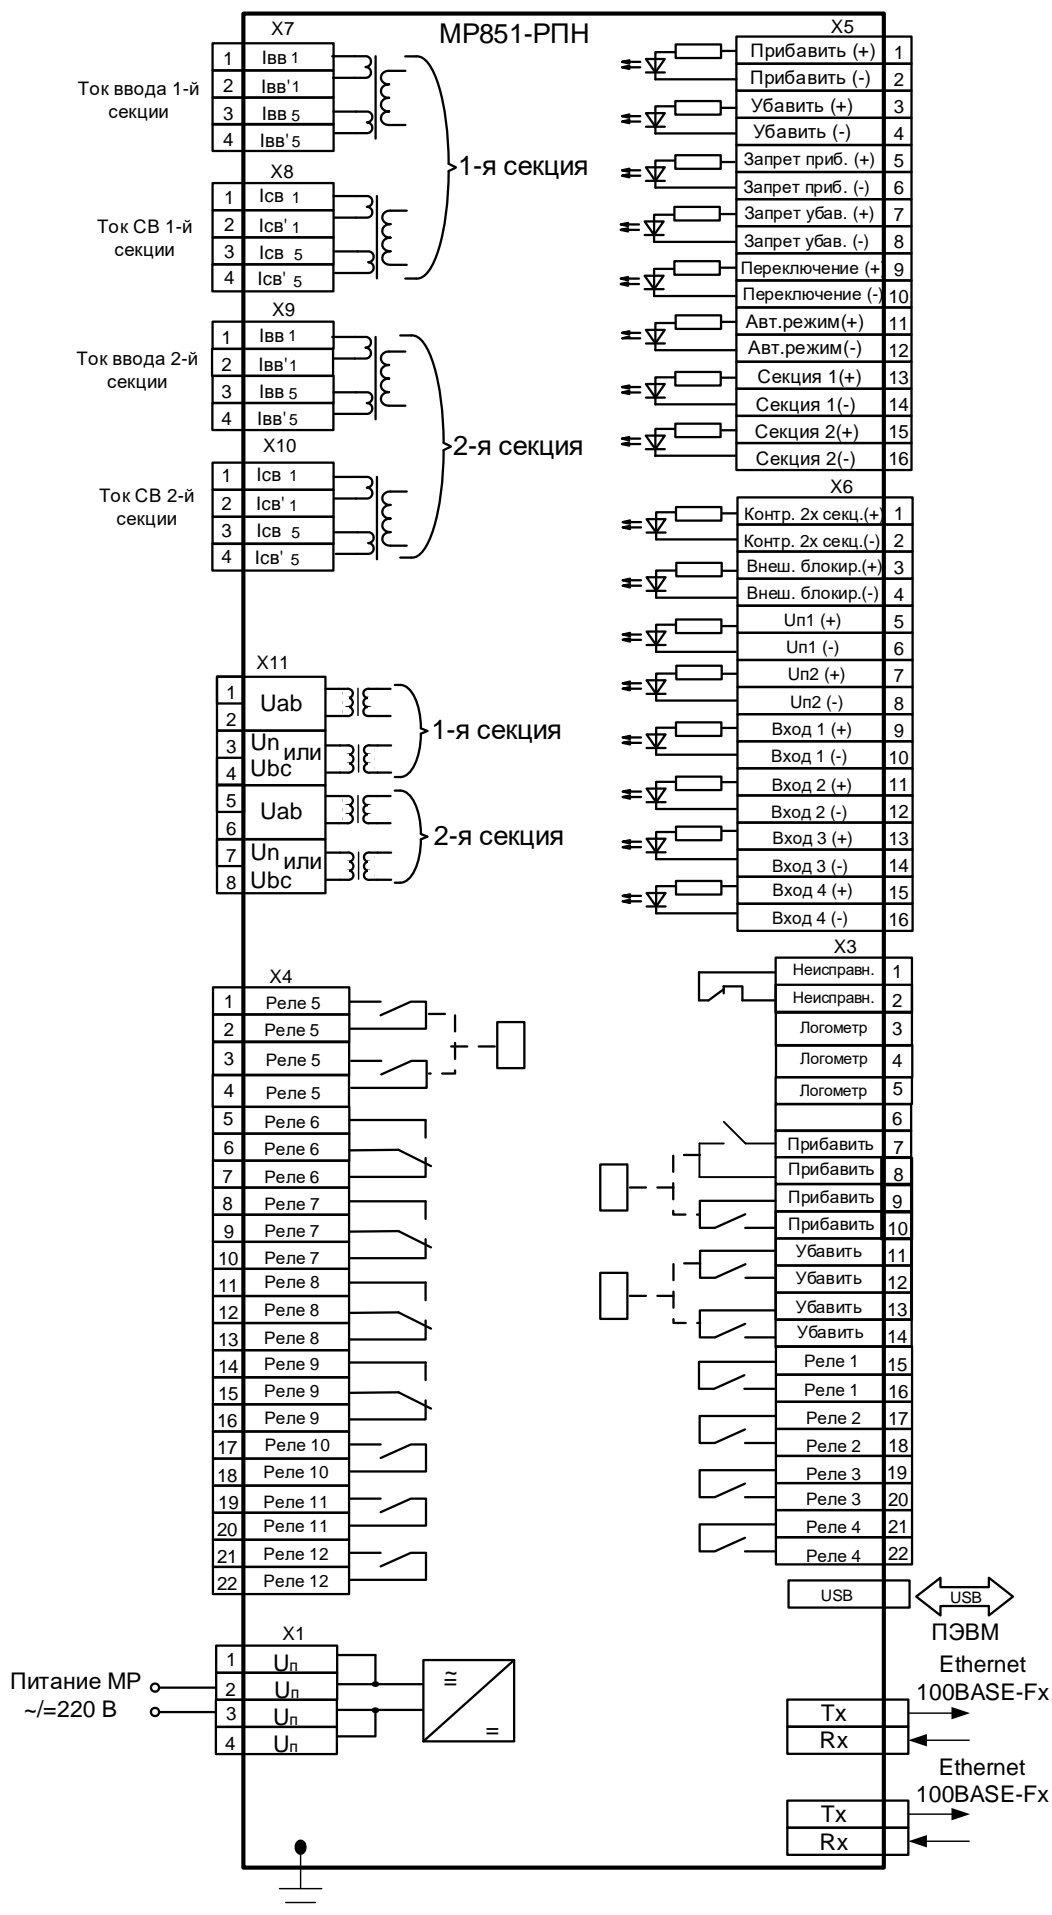 МР851-РПН
X7
1 Iвв 1
2 Iвв'1
3 Iвв 5
4 Iвв'5
Ток ввода 1-й
секции
X8
1 Iсв 1
2 Iсв' 1
3 Iсв 5
4 Iсв' 5
Ток СВ 1-й
секции
1-я секция
X9
1 Iвв 1
2 Iвв'1
3 Iвв 5
4 Iвв'5
Ток ввода 2-й
секции
X10
1 Iсв 1
2 Iсв' 1
3 Iсв 5
4 Iсв' 5
Ток СВ 2-й
секции
2-я секция
X11
1
2
Uab
3
4
Un или
Ubc
1-я секция
5
6
Uab
7
8
Un или
Ubc
2-я секция
X4
1 Реле 5
2 Реле 5
3 Реле 5
4 Реле 5
5 Реле 6
6 Реле 6
7 Реле 6
8 Реле 7
9 Реле 7
10 Реле 7
11 Реле 8
12 Реле 8
13 Реле 8
14 Реле 9
15 Реле 9
16 Реле 9
17 Реле 10
18 Реле 10
19 Реле 11
20 Реле 11
21 Реле 12
22 Реле 12
X1
1 Uп
2 Uп
3 Uп
4 Uп
Питание МР
~/=220 В
≅
=
X5
Прибавить (+) 1
Прибавить (-) 2
Убавить (+) 3
Убавить (-) 4
Запрет приб. (+) 5
Запрет приб. (-) 6
Запрет убав. (+) 7
Запрет убав. (-) 8
Переключение (+ 9
Переключение (-) 10
Авт.режим(+) 11
Авт.режим(-) 12
Секция 1(+) 13
Секция 1(-) 14
Секция 2(+) 15
Секция 2(-) 16
X6
Контр. 2х секц.(+) 1
Контр. 2х секц.(-) 2
Внеш. блокир.(+) 3
Внеш. блокир.(-) 4
Uп1 (+) 5
Uп1 (-) 6
Uп2 (+) 7
Uп2 (-) 8
Вход 1 (+) 9
Вход 1 (-) 10
Вход 2 (+) 11
Вход 2 (-) 12
Вход 3 (+) 13
Вход 3 (-) 14
Вход 4 (+) 15
Вход 4 (-) 16
X3
Неисправн. 1
Неисправн. 2
Логометр 3
Логометр 4
Логометр 5
6
Прибавить 7
Прибавить 8
Прибавить 9
Прибавить 10
Убавить 11
Убавить 12
Убавить 13
Убавить 14
Реле 1 15
Реле 1 16
Реле 2 17
Реле 2 18
Реле 3 19
Реле 3 20
Реле 4 21
Реле 4 22
USB
USB
ПЭВМ
Ethernet
100BASE-Fx
Tx
Rx
Ethernet
100BASE-Fx
Tx
Rx